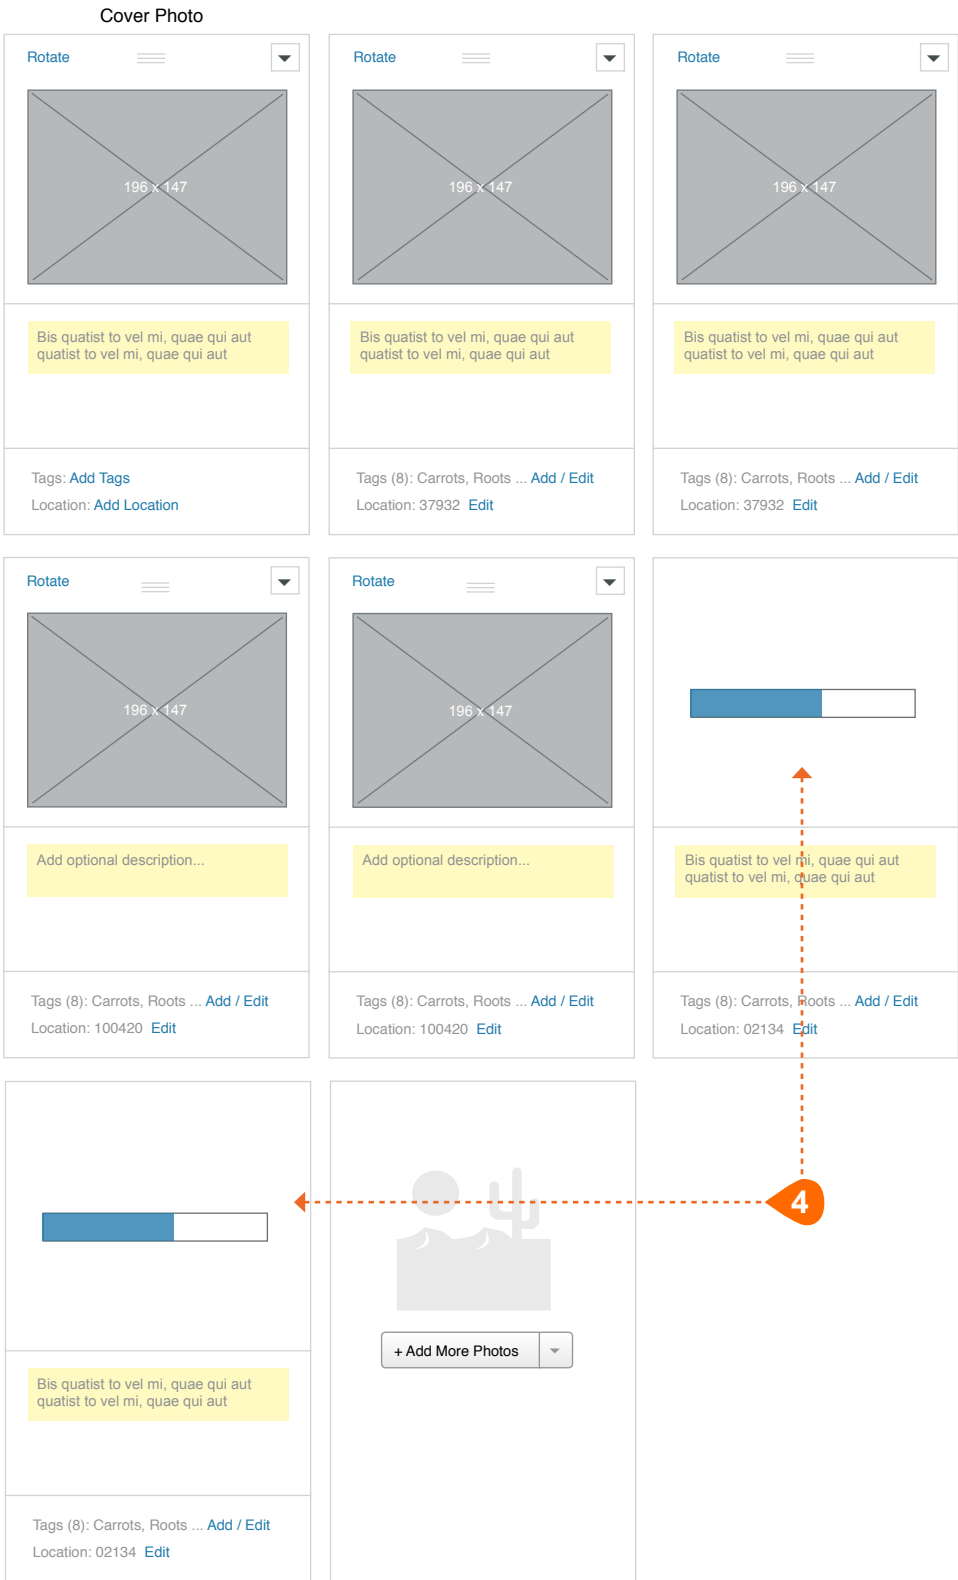 Cover Photo
Rotate
Rotate
Rotate
196 x 147
196 x 147
196 x 147
Bis quatist to vel mi, quae qui aut
quatist to vel mi, quae qui aut
Bis quatist to vel mi, quae qui aut
quatist to vel mi, quae qui aut
Bis quatist to vel mi, quae qui aut
quatist to vel mi, quae qui aut
Tags: Add Tags
Location: Add Location
Tags (8): Carrots, Roots ... Add / Edit
Location: 37932 Edit
Tags (8): Carrots, Roots ... Add / Edit
Location: 37932 Edit
Rotate
Rotate
196 x 147
196 x 147
Add optional description...
Add optional description...
Bis quatist to vel mi, quae qui aut
quatist to vel mi, quae qui aut
Tags (8): Carrots, Roots ... Add / Edit
Location: 100420 Edit
Tags (8): Carrots, Roots ... Add / Edit
Location: 100420 Edit
Tags (8): Carrots, Roots ... Add / Edit
Location: 02134 Edit
4
+ Add More Photos
Bis quatist to vel mi, quae qui aut
quatist to vel mi, quae qui aut
Tags (8): Carrots, Roots ... Add / Edit
Location: 02134 Edit